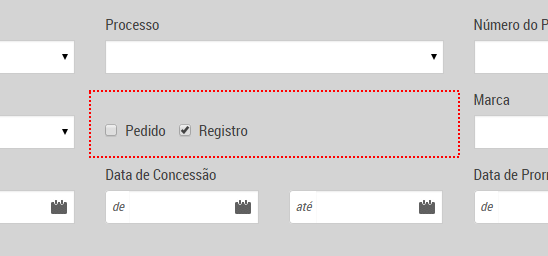 Processo
Número do P
Marca
Pedido
Registro
Data de Concessão
Data de Pror
de
até
de